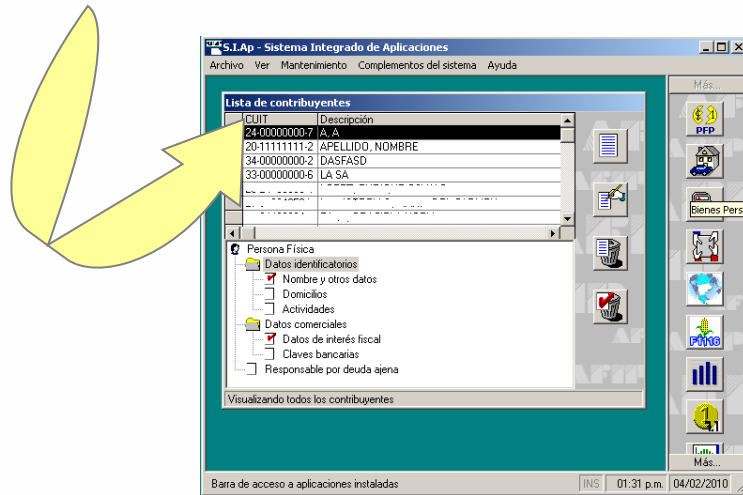 S.I.Ap - Sistema Integrado de Aplicaciones
Archivo Ver Mantenimiento Complementos del sistema Ayuda
Más...
Lista de contribuyentes
CUIT Descripción
24-00000000-7 A, A
20-11111111-2 APELLIDO, NOMBRE
34-00000000-2 DASFASD
33-00000000-6 LA SA
PFP
Bienes Pers
Persona Física
Datos identificatorios
Nombre y otros datos
Domicilios
Actividades
Datos comerciales
Datos de interés fiscal
Claves bancarias
Responsable por deuda ajena
F1116
Visualizando todos los contribuyentes
Más...
Barra de acceso a aplicaciones instaladas
INS 01:31 p.m. 04/02/2010